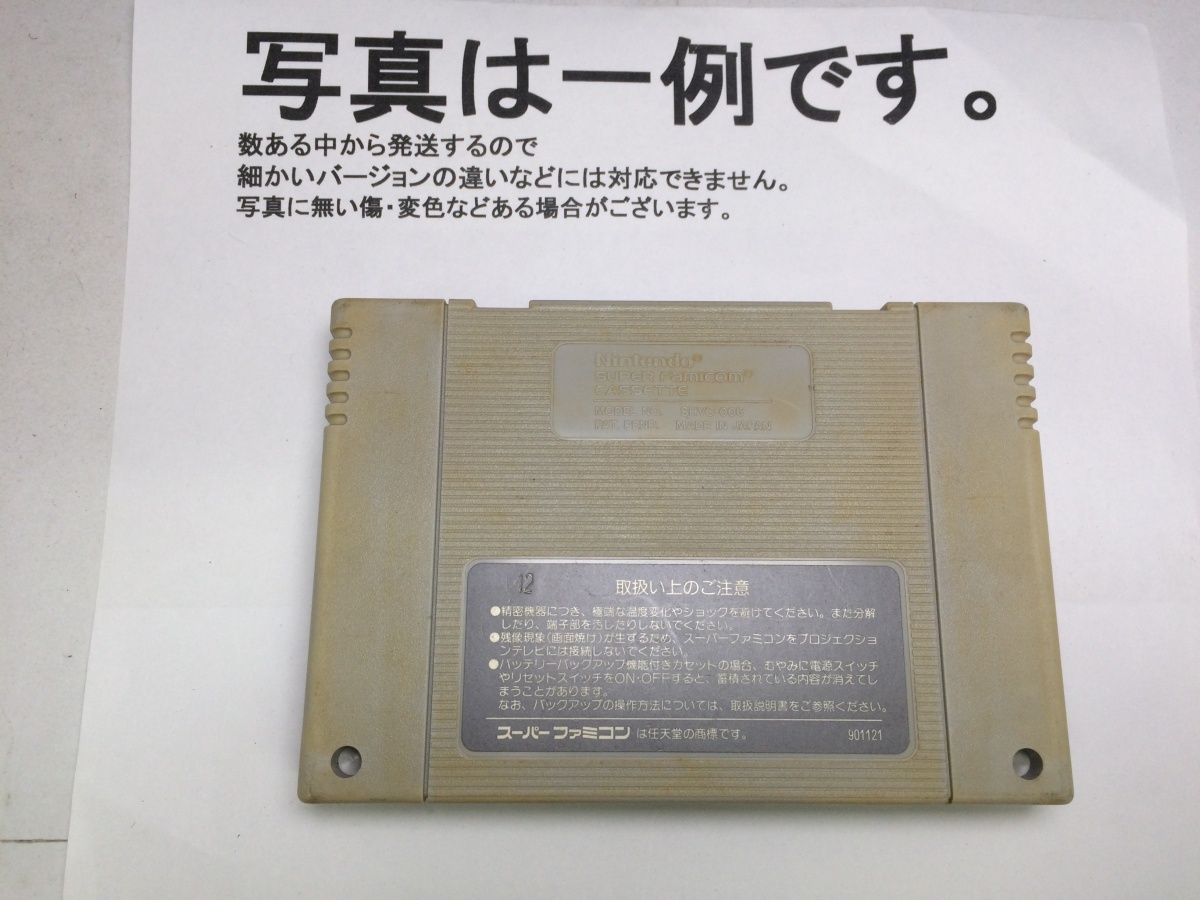 写真は一例です。
数ある中から発送するので
細かいバージョンの違いなどには対応できません。
写真に無い傷・変色などある場合がございます。
Nintendo®
SUPER FAMICOM®
CASSETTE
MODEL NO. SHVC-006
PAT. PEND. MADE IN JAPAN
12 取扱い上のご注意
●精密機器につき、極端な温度変化やショックを避けてください。また分解
したり、端子部を汚したりしないでください。
●残像現象(画面焼け)が生ずるため、スーパーファミコンをプロジェクショ
ンテレビには接続しないでください。
●バッテリーバックアップ機能付きカセットの場合、むやみに電源スイッチ
やリセットスイッチをON・OFFすると、蓄積されている内容が消えてし
まうことがあります。
なお、バックアップの操作方法については、取扱説明書をご参照ください。
スーパーファミコンは任天堂の商標です。 901121